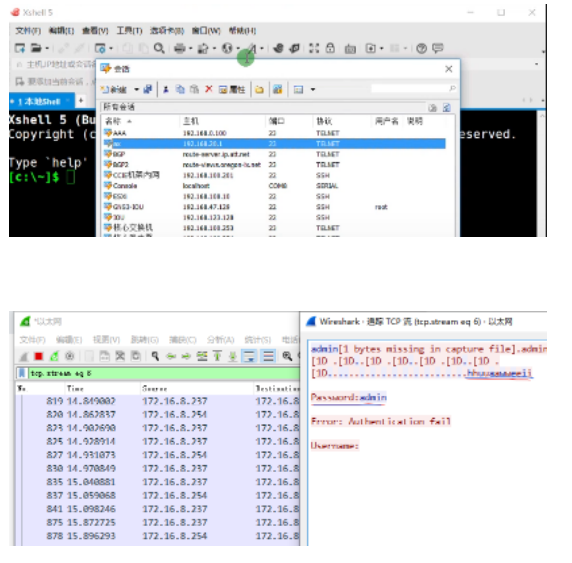 Xshell 5
文件(F) 编辑(E) 查看(V) 工具(T) 选项卡(B) 窗口(W) 帮助(H)
会话
新建 属性
1 本地Shell +
所有会话
名称 主机 端口 协议 用户名 说明
AAA 192.168.0.100 23 TELNET
192.168.20.1 23 TELNET
BGP route-server.ip.att.net 23 TELNET
BGP2 route-views.oregon-ix.net 23 TELNET
CCIE机架内网 192.168.100.201 22 SSH
Console localhost COM8 SERIAL
ESXI 192.168.100.10 22 SSH
GNS3-IOU 192.168.47.128 22 SSH root
IOU 192.168.123.128 22 SSH
核心交换机 192.168.100.253 23 TELNET
Xshell 5 (Bu
Copyright (c eserved.
Type `help'
[c:\~]$
*以太网
文件(F) 编辑(E) 视图(V) 跳转(G) 捕获(C) 分析(A) 统计(S) 电话
tcp.stream eq 6
No Time Source Destination
819 14.849002 172.16.8.237 172.16.8
820 14.862837 172.16.8.254 172.16.8
823 14.902690 172.16.8.237 172.16.8
825 14.928914 172.16.8.237 172.16.8
827 14.931073 172.16.8.254 172.16.8
830 14.970849 172.16.8.237 172.16.8
835 15.040881 172.16.8.237 172.16.8
837 15.059068 172.16.8.254 172.16.8
841 15.098246 172.16.8.237 172.16.8
875 15.872725 172.16.8.237 172.16.8
878 15.896293 172.16.8.254 172.16.8
Wireshark · 追踪 TCP 流 (tcp.stream eq 6) · 以太网
admin[1 bytes missing in capture file].admin
[1D .[1D..[1D .[1D..[1D .[1D..[1D .
[1D........................hhuuaawweeii
Password:admin
Error: Authentication fail
Username: